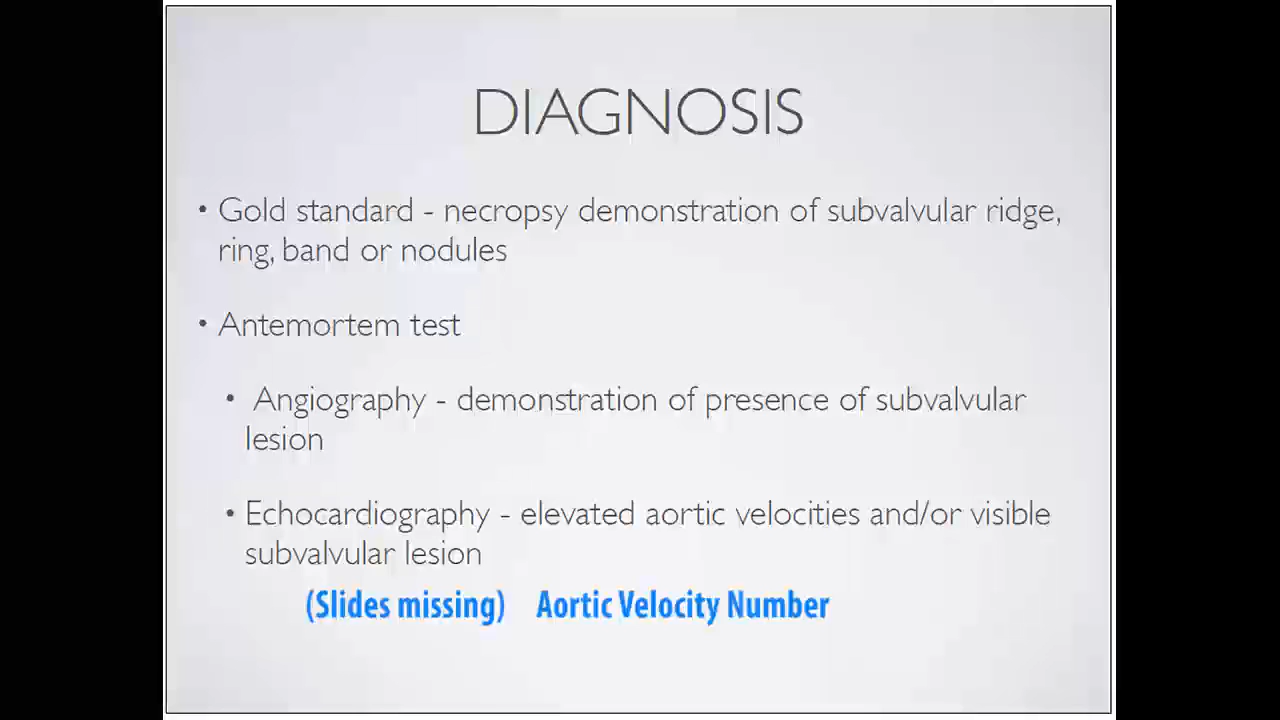 DIAGNOSIS
• Gold standard - necropsy demonstration of subvalvular ridge,
ring, band or nodules
• Antemortem test
• Angiography - demonstration of presence of subvalvular
lesion
• Echocardiography - elevated aortic velocities and/or visible
subvalvular lesion
(Slides missing) Aortic Velocity Number